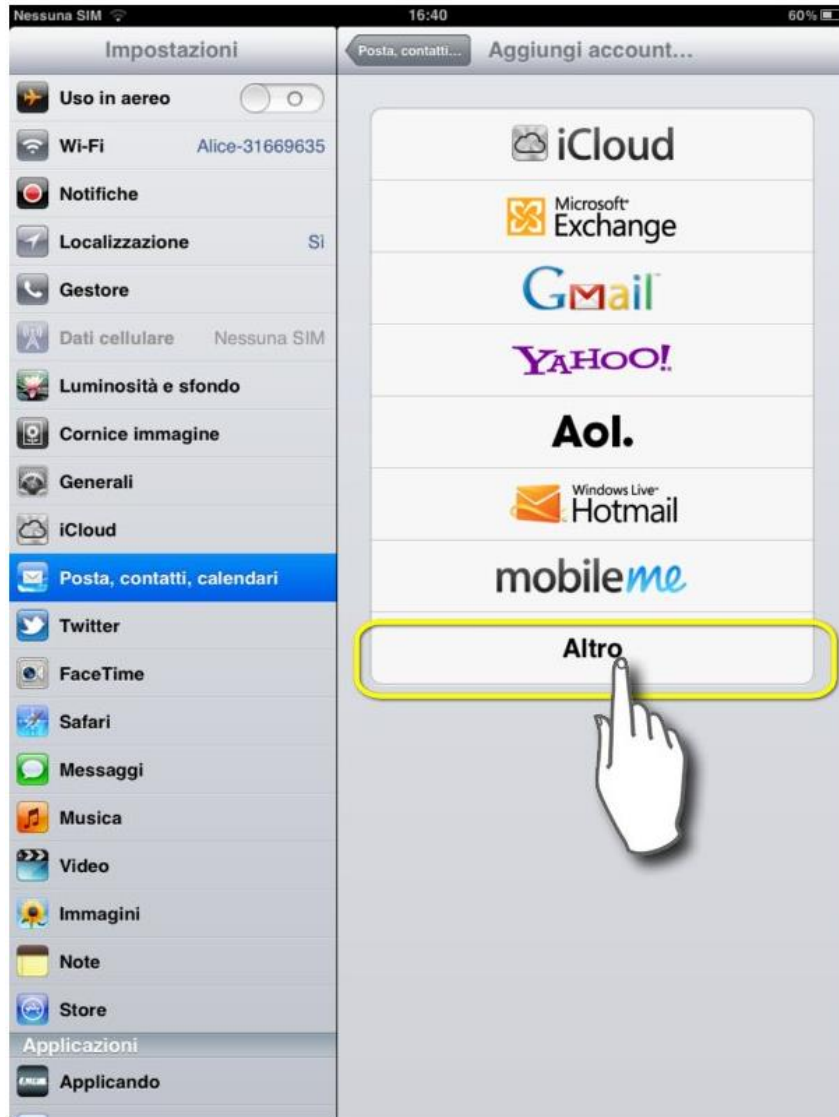 Nessuna SIM 16:40 60%
Impostazioni
Uso in aereo
Wi-Fi Alice-31669635
Notifiche
Localizzazione Sì
Gestore
Dati cellulare Nessuna SIM
Luminosità e sfondo
Cornice immagine
Generali
iCloud
Posta, contatti, calendari
Twitter
FaceTime
Safari
Messaggi
Musica
Video
Immagini
Note
Store
Applicazioni
Applicando
Posta, contatti... Aggiungi account...
iCloud
Microsoft
Exchange
Gmail
YAHOO!
Aol.
Windows Live
Hotmail
mobileme
Altro